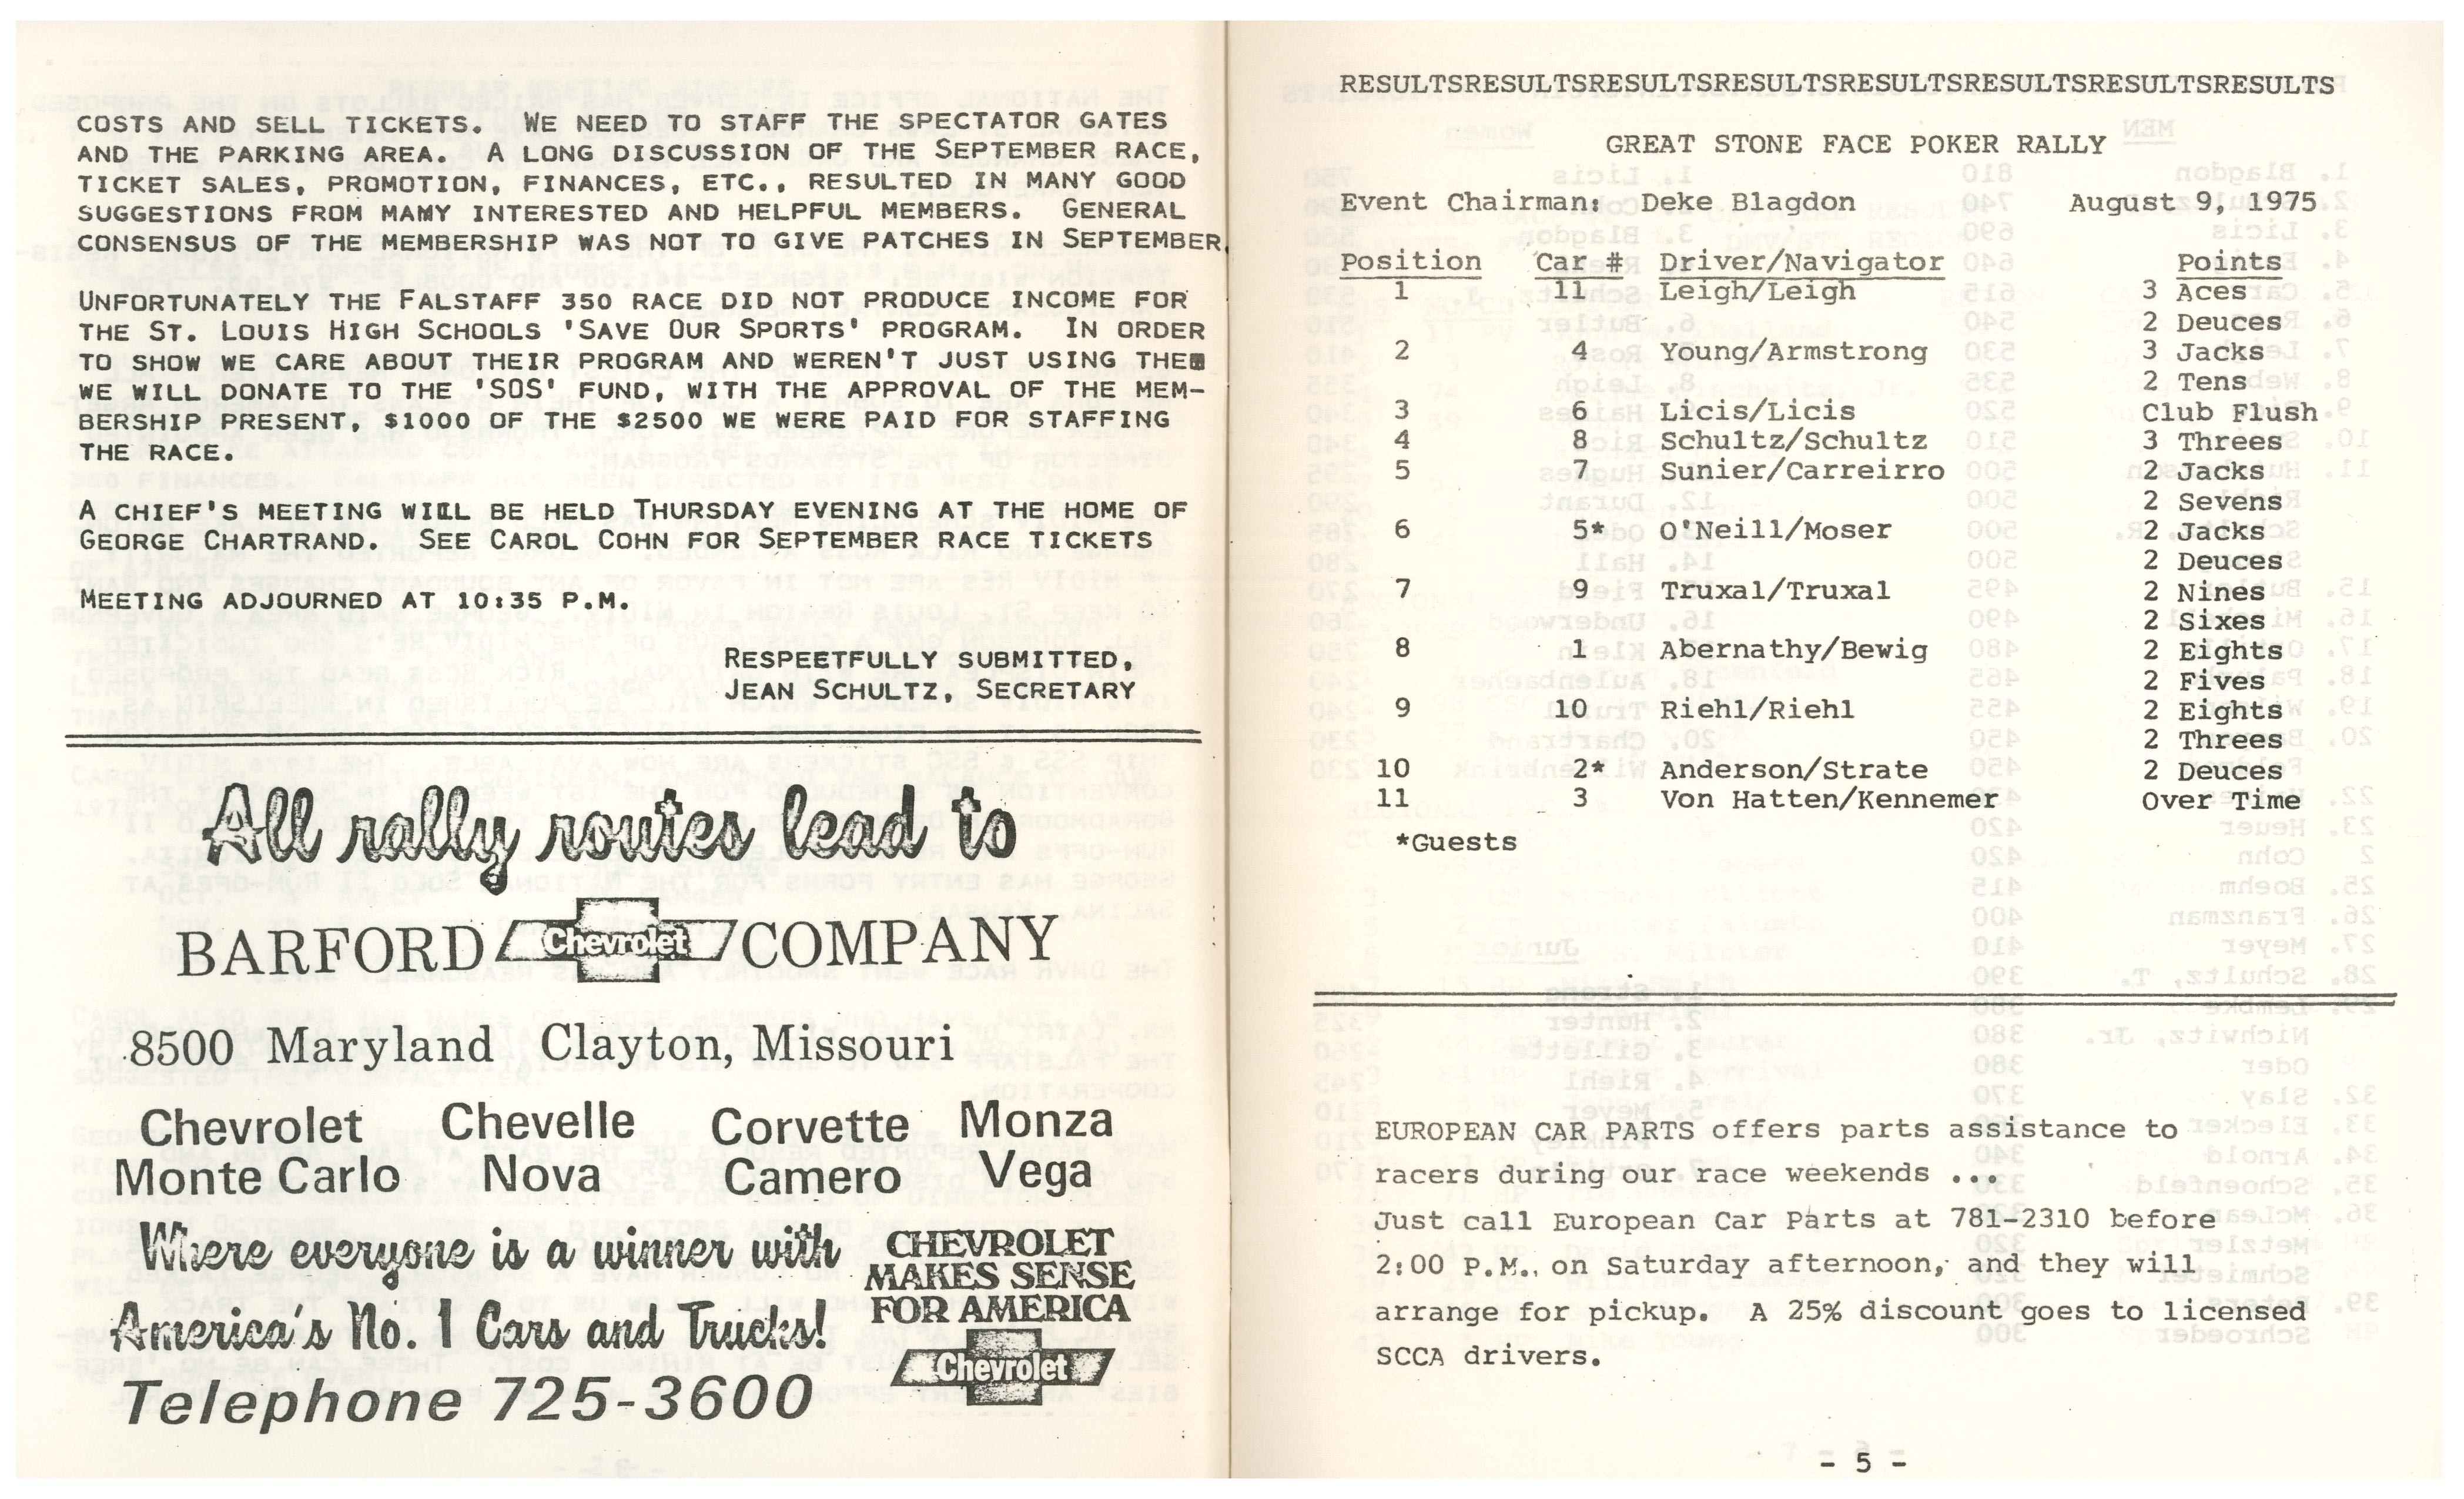 COSTS AND SELL TICKETS. WE NEED TO STAFF THE SPECTATOR GATES
AND THE PARKING AREA. A LONG DISCUSSION OF THE SEPTEMBER RACE,
TICKET SALES, PROMOTION, FINANCES, ETC., RESULTED IN MANY GOOD
SUGGESTIONS FROM MAMY INTERESTED AND HELPFUL MEMBERS. GENERAL
CONSENSUS OF THE MEMBERSHIP WAS NOT TO GIVE PATCHES IN SEPTEMBER.
UNFORTUNATELY THE FALSTAFF 350 RACE DID NOT PRODUCE INCOME FOR
THE ST. LOUIS HIGH SCHOOLS 'SAVE OUR SPORTS' PROGRAM. IN ORDER
TO SHOW WE CARE ABOUT THEIR PROGRAM AND WEREN'T JUST USING THEM
WE WILL DONATE TO THE 'SOS' FUND, WITH THE APPROVAL OF THE MEM-
BERSHIP PRESENT, $1000 OF THE $2500 WE WERE PAID FOR STAFFING
THE RACE.
A CHIEF'S MEETING WILL BE HELD THURSDAY EVENING AT THE HOME OF
GEORGE CHARTRAND. SEE CAROL COHN FOR SEPTEMBER RACE TICKETS
MEETING ADJOURNED AT 10:35 P.M.
RESPEETFULLY SUBMITTED,
JEAN SCHULTZ, SECRETARY
All rally routes lead to
BARFORD Chevrolet COMPANY
8500 Maryland Clayton, Missouri
Chevrolet Chevelle Corvette Monza
Monte Carlo Nova Camero Vega
Where everyone is a winner with
America's No. 1 Cars and Trucks!
Telephone 725-3600
CHEVROLET
MAKES SENSE
FOR AMERICA
Chevrolet
RESULTSRESULTSRESULTSRESULTSRESULTSRESULTSRESULTSRESULTS
GREAT STONE FACE POKER RALLY
Event Chairman: Deke Blagdon August 9, 1975
Position Car # Driver/Navigator Points
1 11 Leigh/Leigh 3 Aces
2 Deuces
2 4 Young/Armstrong 3 Jacks
2 Tens
3 6 Licis/Licis Club Flush
4 8 Schultz/Schultz 3 Threes
5 7 Sunier/Carreirro 2 Jacks
2 Sevens
6 5* O'Neill/Moser 2 Jacks
2 Deuces
7 9 Truxal/Truxal 2 Nines
2 Sixes
8 1 Abernathy/Bewig 2 Eights
2 Fives
9 10 Riehl/Riehl 2 Eights
2 Threes
10 2* Anderson/Strate 2 Deuces
11 3 Von Hatten/Kennemer Over Time
*Guests
EUROPEAN CAR PARTS offers parts assistance to
racers during our race weekends ...
Just call European Car Parts at 781-2310 before
2:00 P.M., on Saturday afternoon, and they will
arrange for pickup. A 25% discount goes to licensed
SCCA drivers.
- 5 -